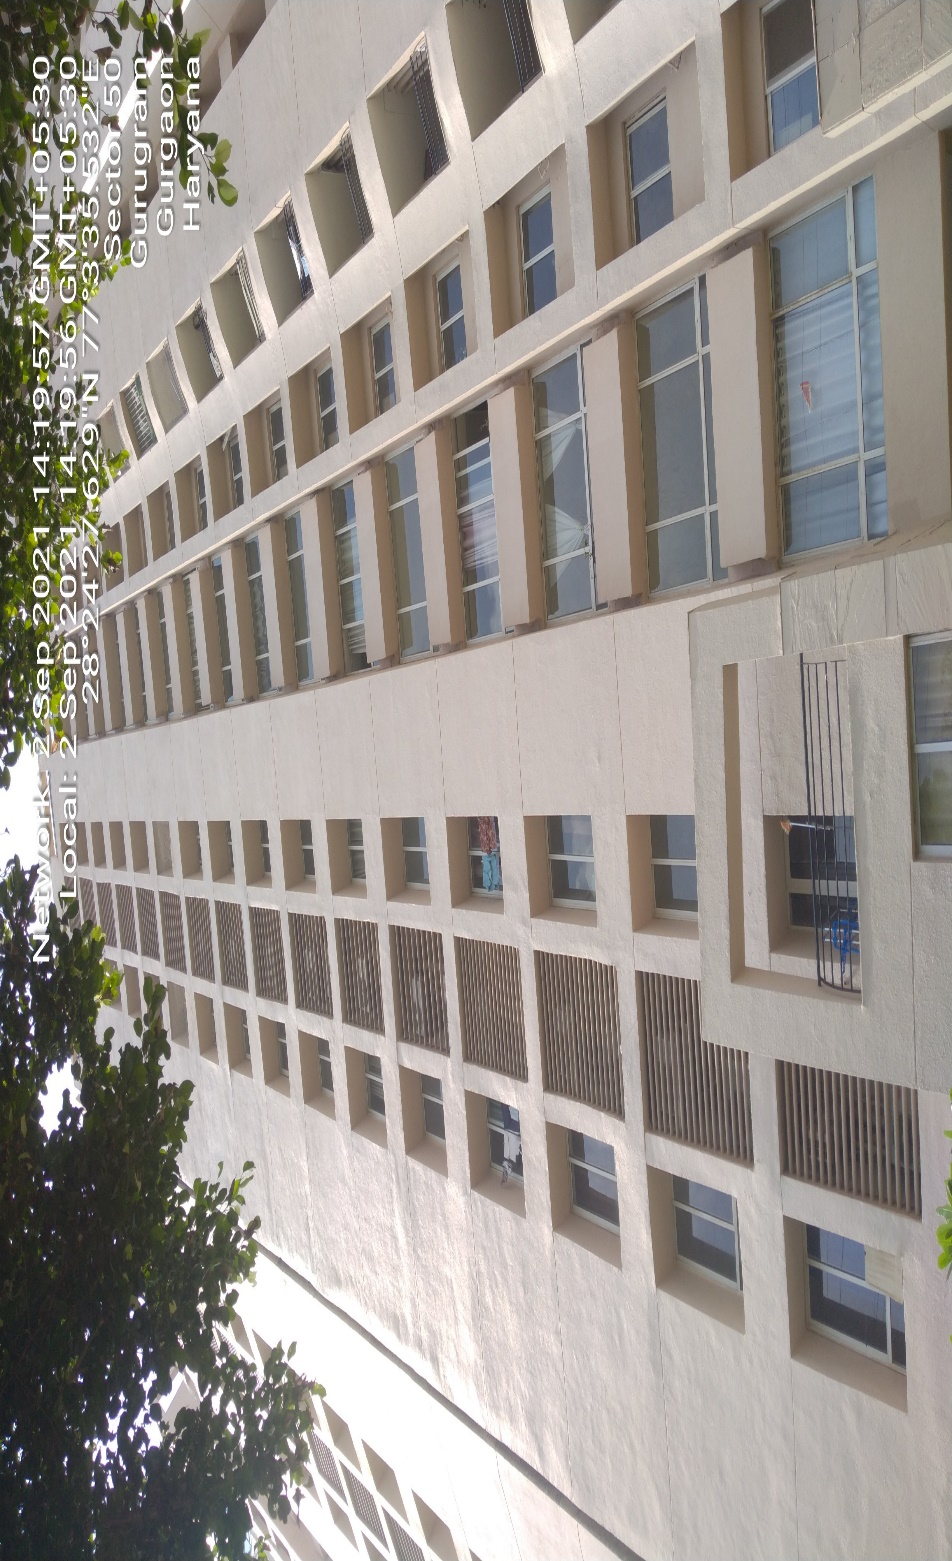 Network: 2 Sep 2021 14:19:57 GMT+05:30
Local: 2 Sep 2021 14:19:56 GMT+05:30
28°24'27.629"N 77°3'35.532"E
Sector 50
Gurugram
Gurgaon
Haryana